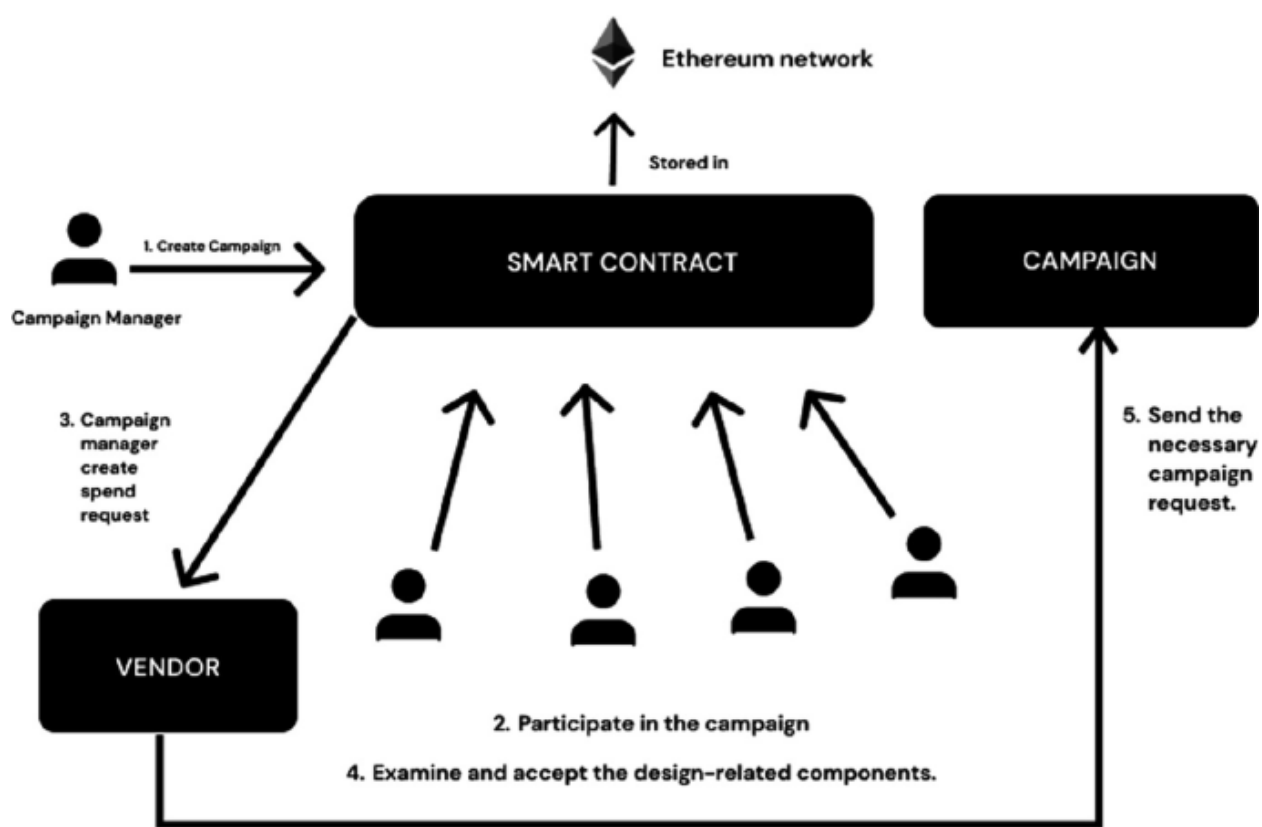 Ethereum network
Stored in
1. Create Campaign
SMART CONTRACT
CAMPAIGN
Campaign Manager
3. Campaign
manager
create
spend
request
5. Send the
necessary
campaign
request.
VENDOR
2. Participate in the campaign
4. Examine and accept the design-related components.